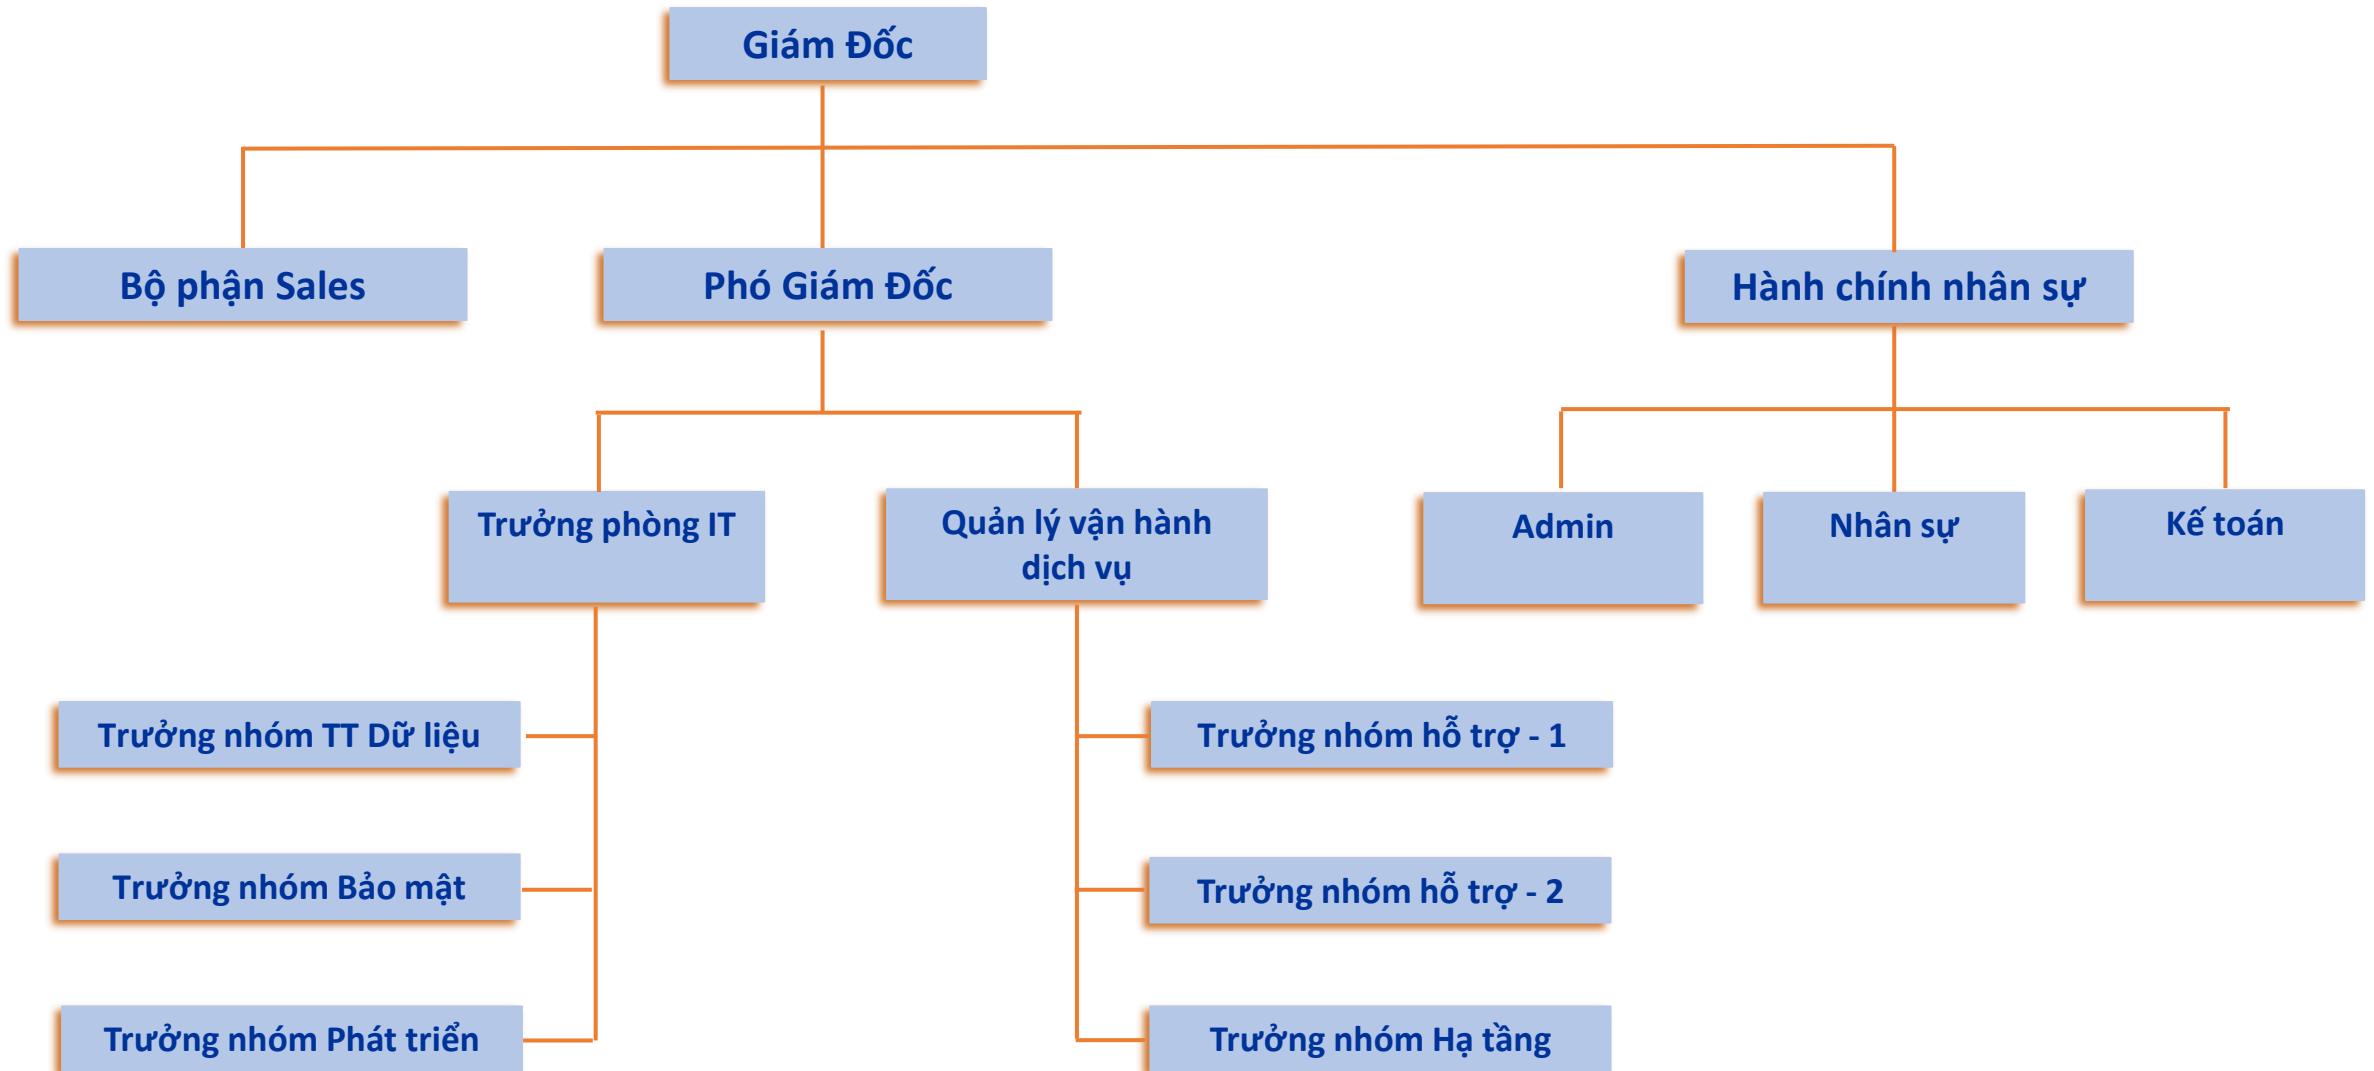 Giám Đốc
Bộ phận Sales
Phó Giám Đốc
Hành chính nhân sự
Trưởng phòng IT
Quản lý vận hành
dịch vụ
Admin
Nhân sự
Kế toán
Trưởng nhóm TT Dữ liệu
Trưởng nhóm hỗ trợ - 1
Trưởng nhóm Bảo mật
Trưởng nhóm hỗ trợ - 2
Trưởng nhóm Phát triển
Trưởng nhóm Hạ tầng